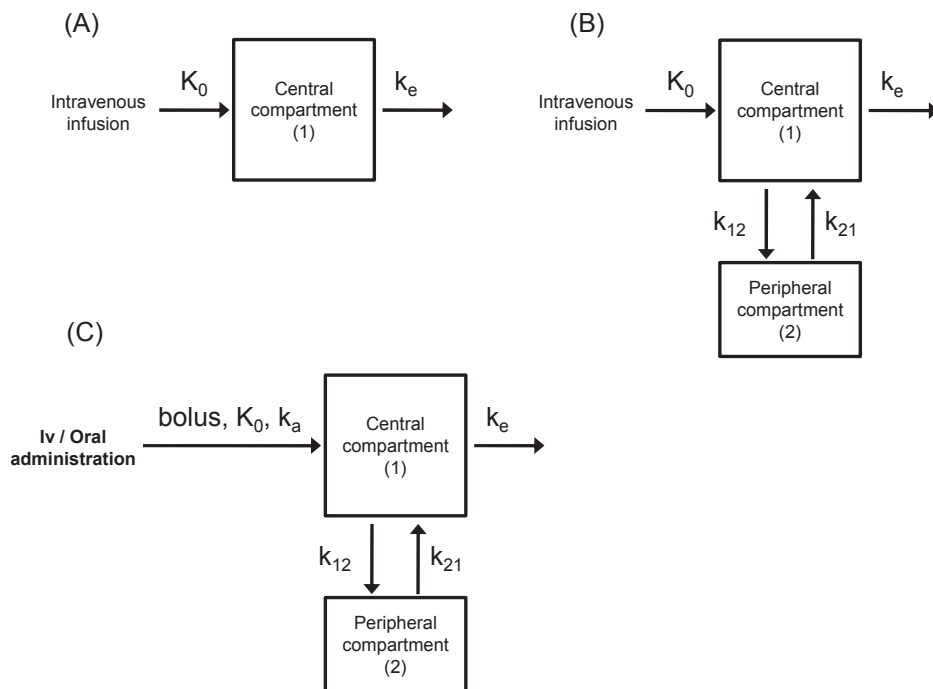 (A)
K0
Intravenous
infusion
Central
compartment
(1)
ke
(B)
K0
Intravenous
infusion
Central
compartment
(1)
ke
k12
k21
Peripheral
compartment
(2)
(C)
bolus, K0, ka
Iv / Oral
administration
Central
compartment
(1)
ke
k12
k21
Peripheral
compartment
(2)